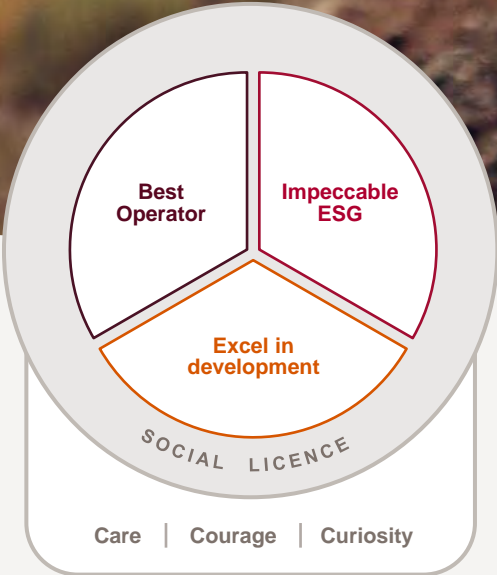 Best
Operator
Impeccable
ESG
Excel in
development
SOCIAL LICENCE
Care | Courage | Curiosity